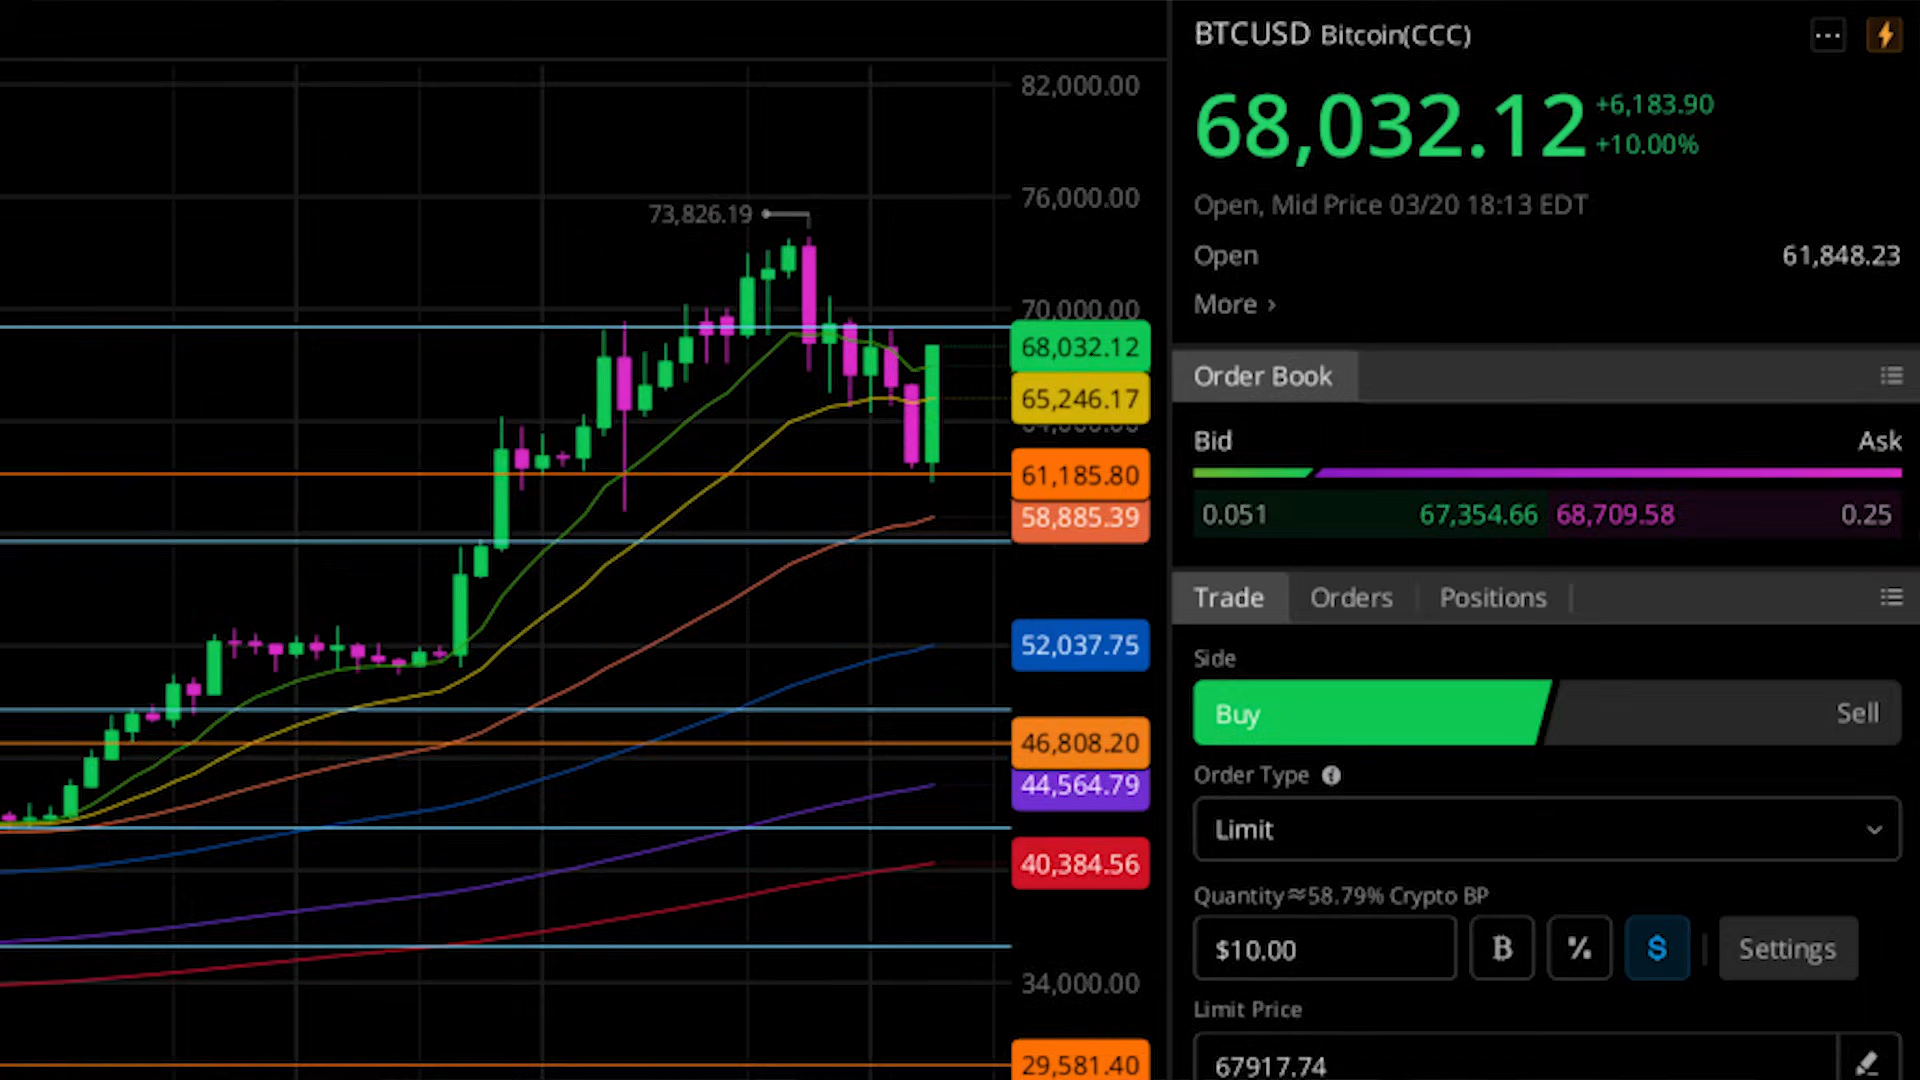 82,000.00
76,000.00
73,826.19
70,000.00
68,032.12
65,246.17
61,185.80
58,885.39
52,037.75
46,808.20
44,564.79
40,384.56
34,000.00
29,581.40
BTCUSD Bitcoin(CCC)
68,032.12
+6,183.90
+10.00%
Open, Mid Price 03/20 18:13 EDT
Open 61,848.23
More ›
Order Book
Bid Ask
0.051 67,354.66 68,709.58 0.25
Trade Orders Positions
Side
Buy Sell
Order Type
Limit
Quantity≈58.79% Crypto BP
$10.00 B % $ Settings
Limit Price
67917.74